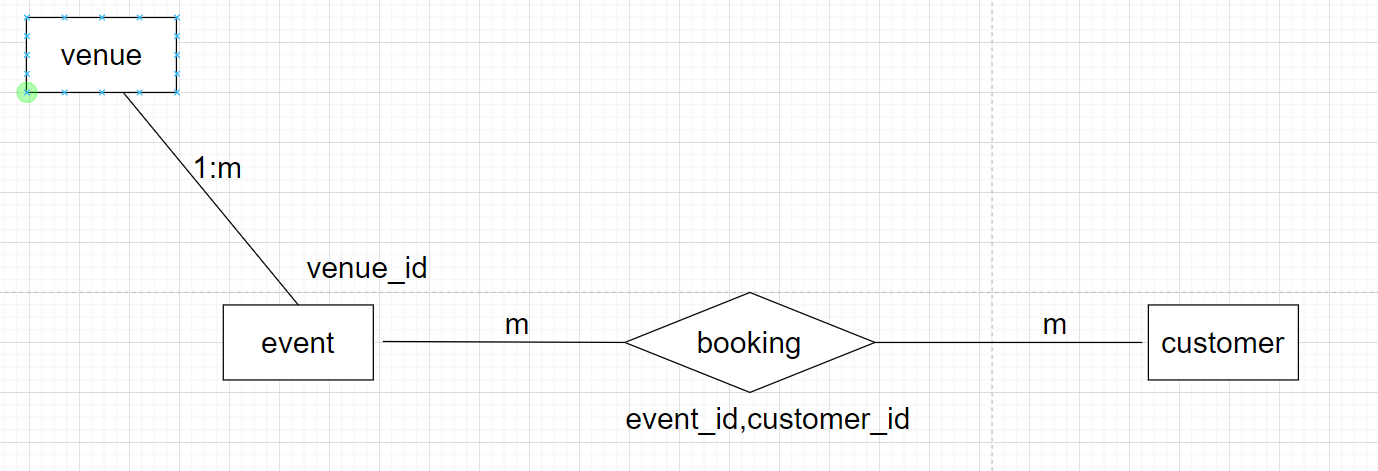 venue
1:m
venue_id
event
m
booking
m
customer
event_id,customer_id